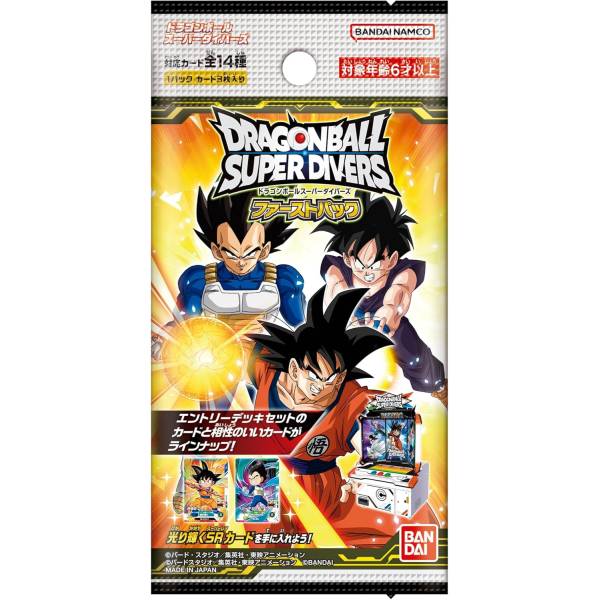 ドラゴンボール
スーパーダイバーズ
対応カード全14種
1パック カード3枚入り
BANDAI NAMCO
対象年齢6才以上
DRAGONBALL
SUPER DIVERS
ドラゴンボールスーパーダイバーズ
ファーストパック
エントリーデッキセットの
カードと相性のいいカードが
ラインナップ!
悟
DRAGONBALL
SUPER DIVERS
光り輝くSRカードを手に入れよう!
BAN
DAI
©バード・スタジオ/集英社・東映アニメーション
©バードスタジオ/集英社・東映アニメーション ©BANDAI
MADE IN JAPAN